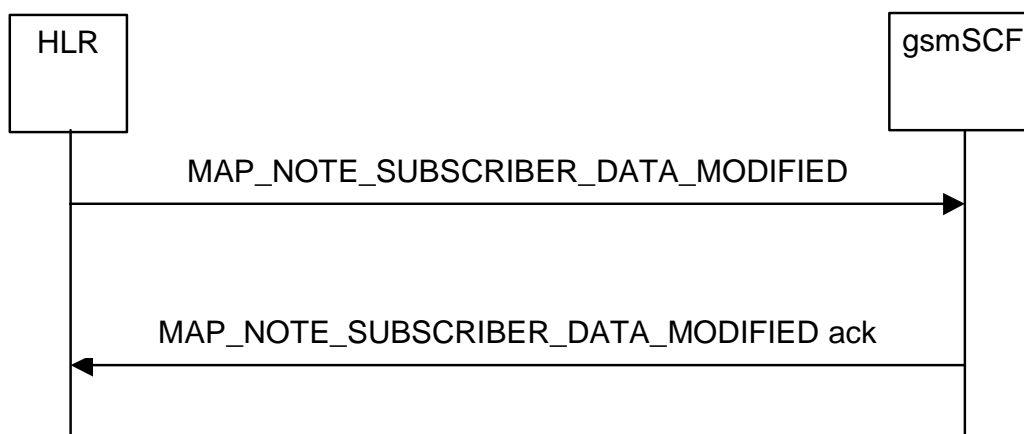 HLR
gsmSCF
MAP_NOTE_SUBSCRIBER_DATA_MODIFIED
MAP_NOTE_SUBSCRIBER_DATA_MODIFIED ack